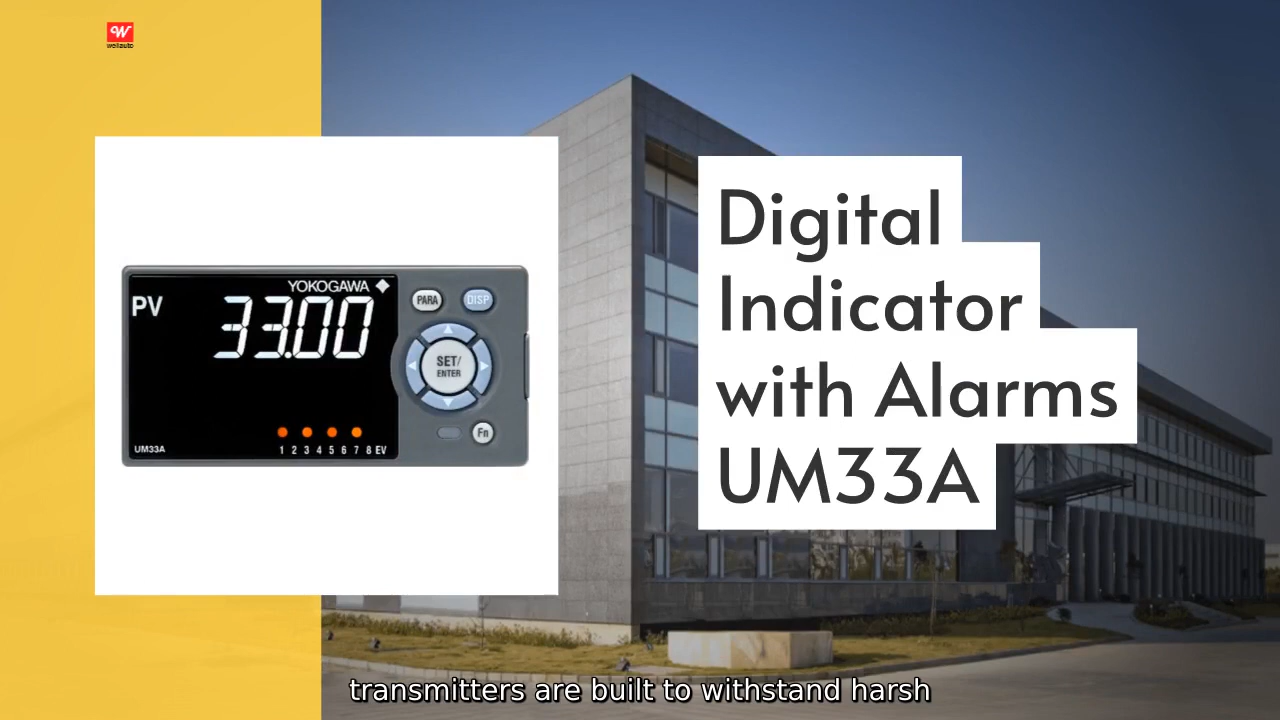 W
wellauto
YOKOGAWA
PV
33.00
PARA
DISP
SET/
ENTER
Fn
UM33A
1 2 3 4 5 6 7 8 EV
Digital
Indicator
with Alarms
UM33A
transmitters are built to withstand harsh